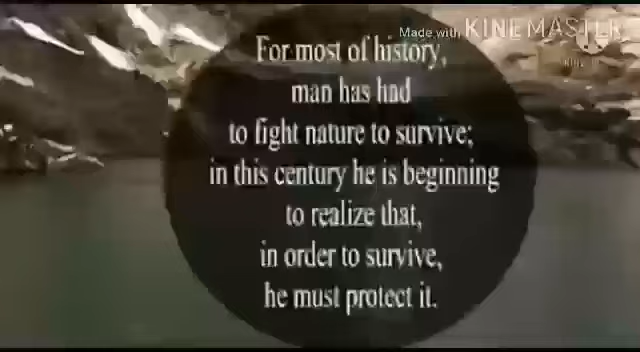 Made with KINEMASTER
For most of history,
man has had
to fight nature to survive;
in this century he is beginning
to realize that,
in order to survive,
he must protect it.